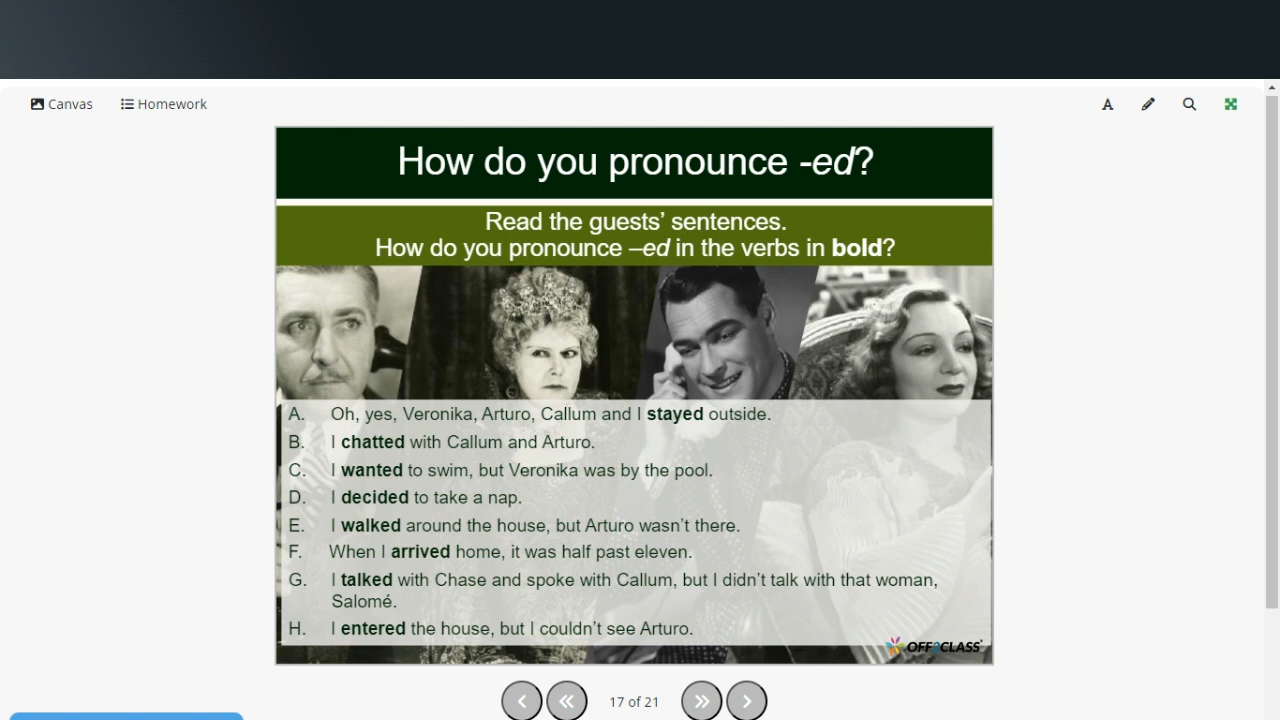 Canvas
Homework
A
How do you pronounce -ed?
Read the guests’ sentences.
How do you pronounce –ed in the verbs in bold?
A. Oh, yes, Veronika, Arturo, Callum and I stayed outside.
B. I chatted with Callum and Arturo.
C. I wanted to swim, but Veronika was by the pool.
D. I decided to take a nap.
E. I walked around the house, but Arturo wasn’t there.
F. When I arrived home, it was half past eleven.
G. I talked with Chase and spoke with Callum, but I didn’t talk with that woman,
Salomé.
H. I entered the house, but I couldn’t see Arturo.
OFF2CLASS
17 of 21